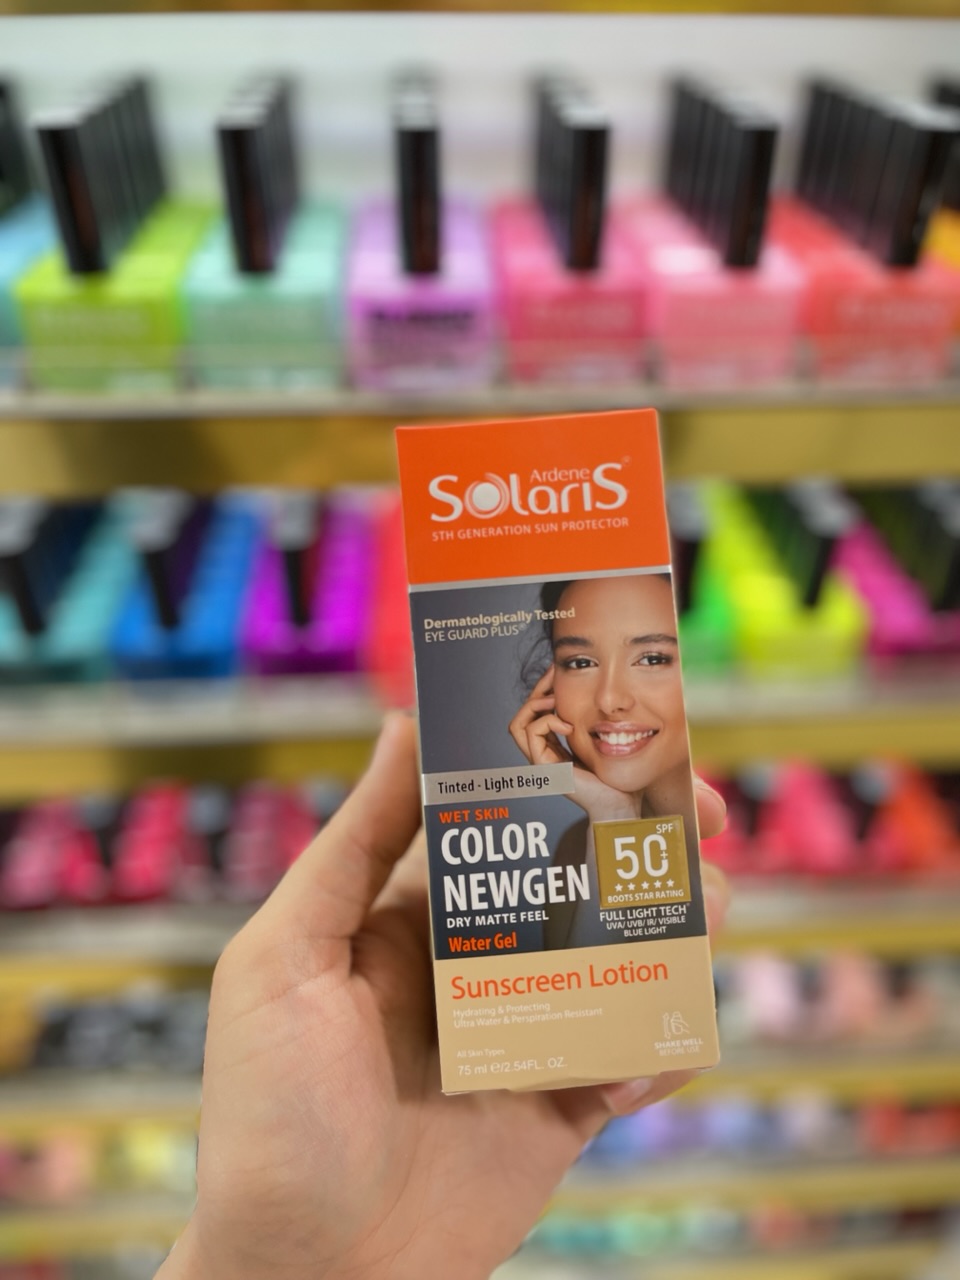 Ardene
SolariS
5TH GENERATION SUN PROTECTOR
Dermatologically Tested
EYE GUARD PLUS®
Tinted - Light Beige
WET SKIN
COLOR
NEWGEN
DRY MATTE FEEL
Water Gel
SPF
50+
BOOTS STAR RATING
FULL LIGHT TECH
UVA/ UVB/ IR/ VISIBLE
BLUE LIGHT
Sunscreen Lotion
Hydrating & Protecting
Ultra Water & Perspiration Resistant
All Skin Types
75 ml ℮/2.54FL. OZ.
SHAKE WELL
BEFORE USE